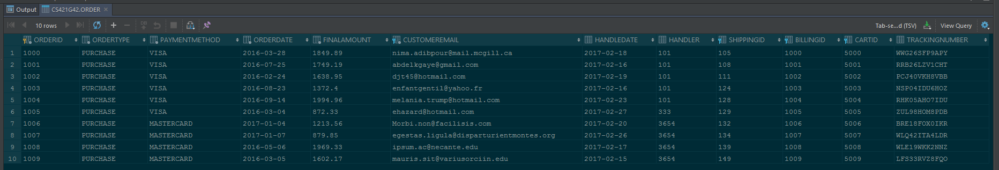 Output CS421G42.ORDER
10 rows Tab-se...d (TSV) View Query
ORDERID ORDERTYPE PAYMENTMETHOD ORDERDATE FINALAMOUNT CUSTOMEREMAIL HANDLEDATE HANDLER SHIPPINGID BILLINGID CARTID TRACKINGNUMBER
1 1000 PURCHASE VISA 2016-03-28 1849.89 nima.adibpour@mail.mcgill.ca 2017-02-18 101 105 1000 5000 WWG26SFP9APY
2 1001 PURCHASE VISA 2016-07-25 1749.19 abdelkgaye@gmail.com 2017-02-16 101 108 1001 5001 RRB26LZV1CHT
3 1002 PURCHASE VISA 2016-02-24 1638.95 djt45@hotmail.com 2017-02-19 101 111 1002 5002 PCJ40VKH8VBB
4 1003 PURCHASE VISA 2016-08-23 1372.4 enfantgentil@yahoo.fr 2017-02-16 101 124 1003 5003 NSP04IDU6HOZ
5 1004 PURCHASE VISA 2016-09-14 1994.96 melania.trump@hotmail.com 2017-02-23 101 128 1004 5004 RHK05AHO7IDU
6 1005 PURCHASE VISA 2016-03-04 872.33 ehazard@hotmail.com 2017-02-27 333 129 1005 5005 ZUL98HOM8PDB
7 1006 PURCHASE MASTERCARD 2017-01-04 1213.56 Morbi.non@facilisis.com 2017-02-20 3654 132 1006 5006 BRE18FOX0IKR
8 1007 PURCHASE MASTERCARD 2017-01-07 879.85 egestas.ligula@disparturientmontes.org 2017-02-26 3654 134 1007 5007 WLQ42ITA4LDR
9 1008 PURCHASE MASTERCARD 2016-05-06 1969.33 ipsum.ac@necante.edu 2017-02-17 3654 139 1008 5008 WLE19WKK2NNZ
10 1009 PURCHASE MASTERCARD 2016-03-05 1602.17 mauris.sit@variusorciin.edu 2017-02-15 3654 149 1009 5009 LFS33RVZ8FQO